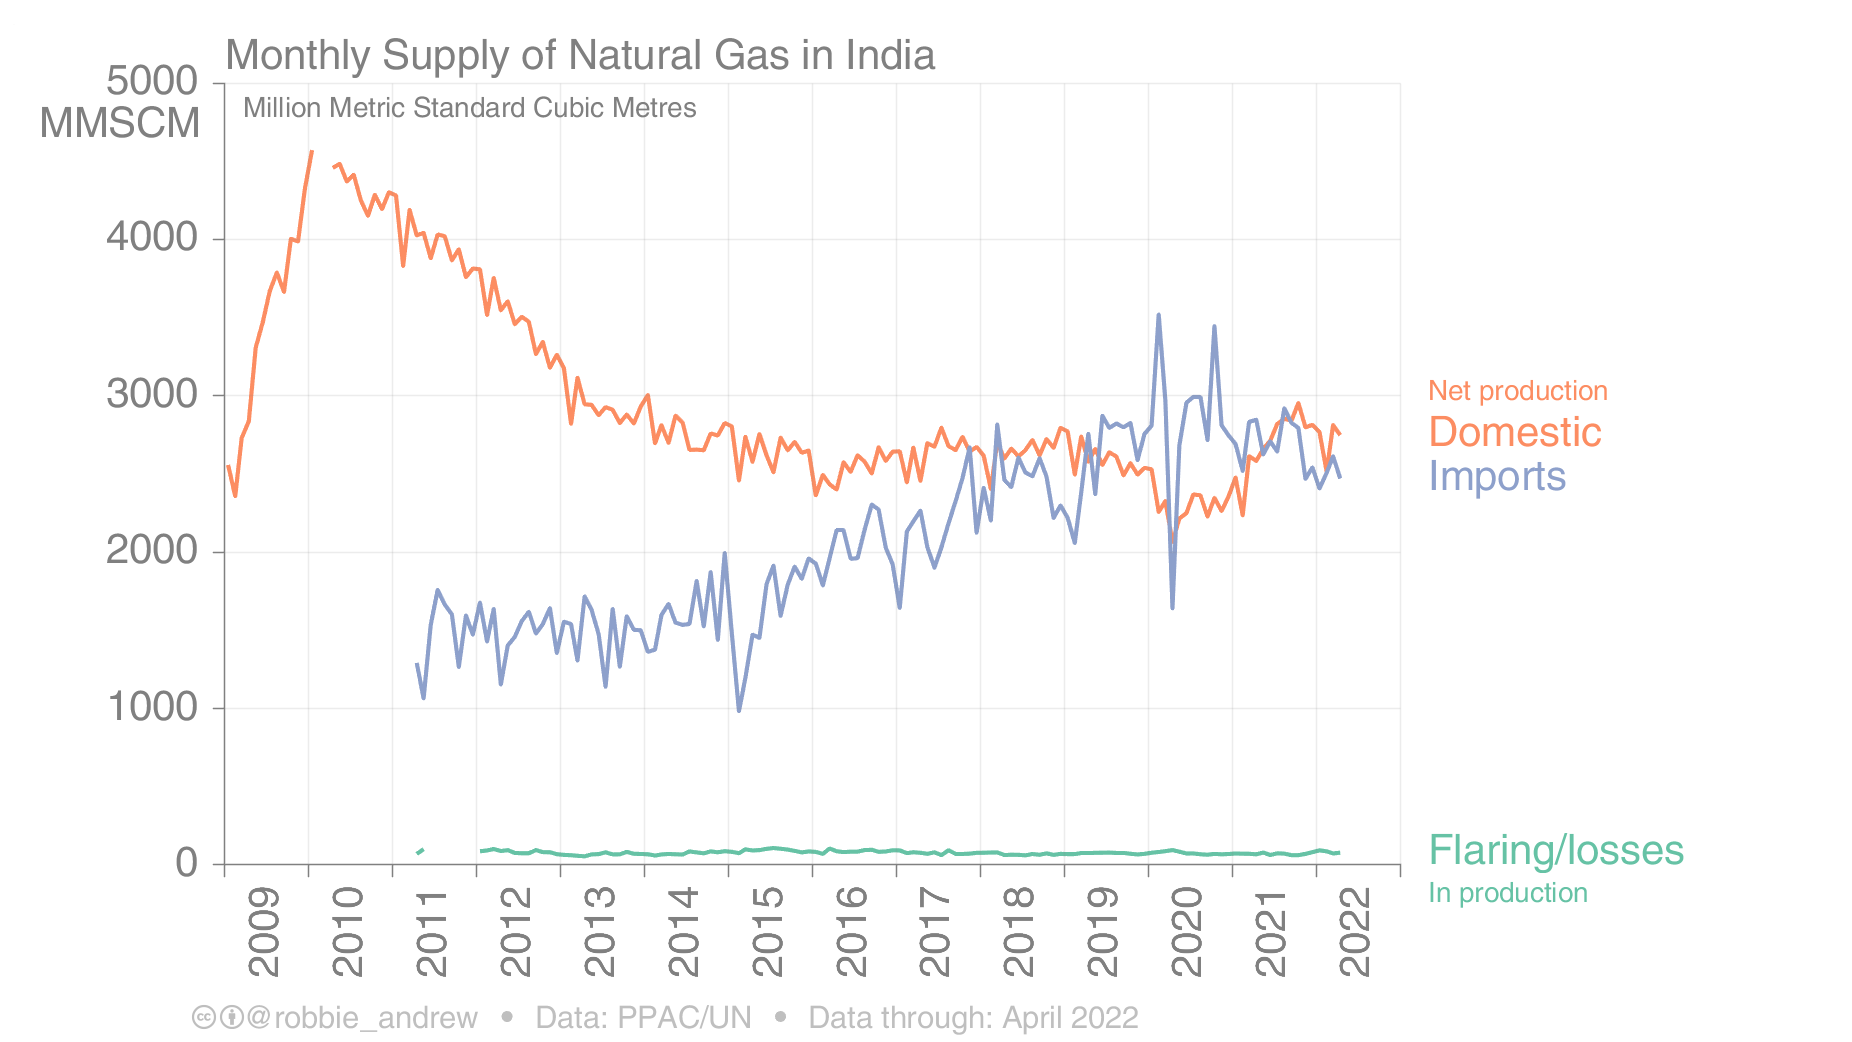 Monthly Supply of Natural Gas in India
5000
MMSCM
Million Metric Standard Cubic Metres
4000
3000
2000
1000
0
Net production
Domestic
Imports
Flaring/losses
In production
2009
2010
2011
2012
2013
2014
2015
2016
2017
2018
2019
2020
2021
2022
cc @robbie_andrew • Data: PPAC/UN • Data through: April 2022